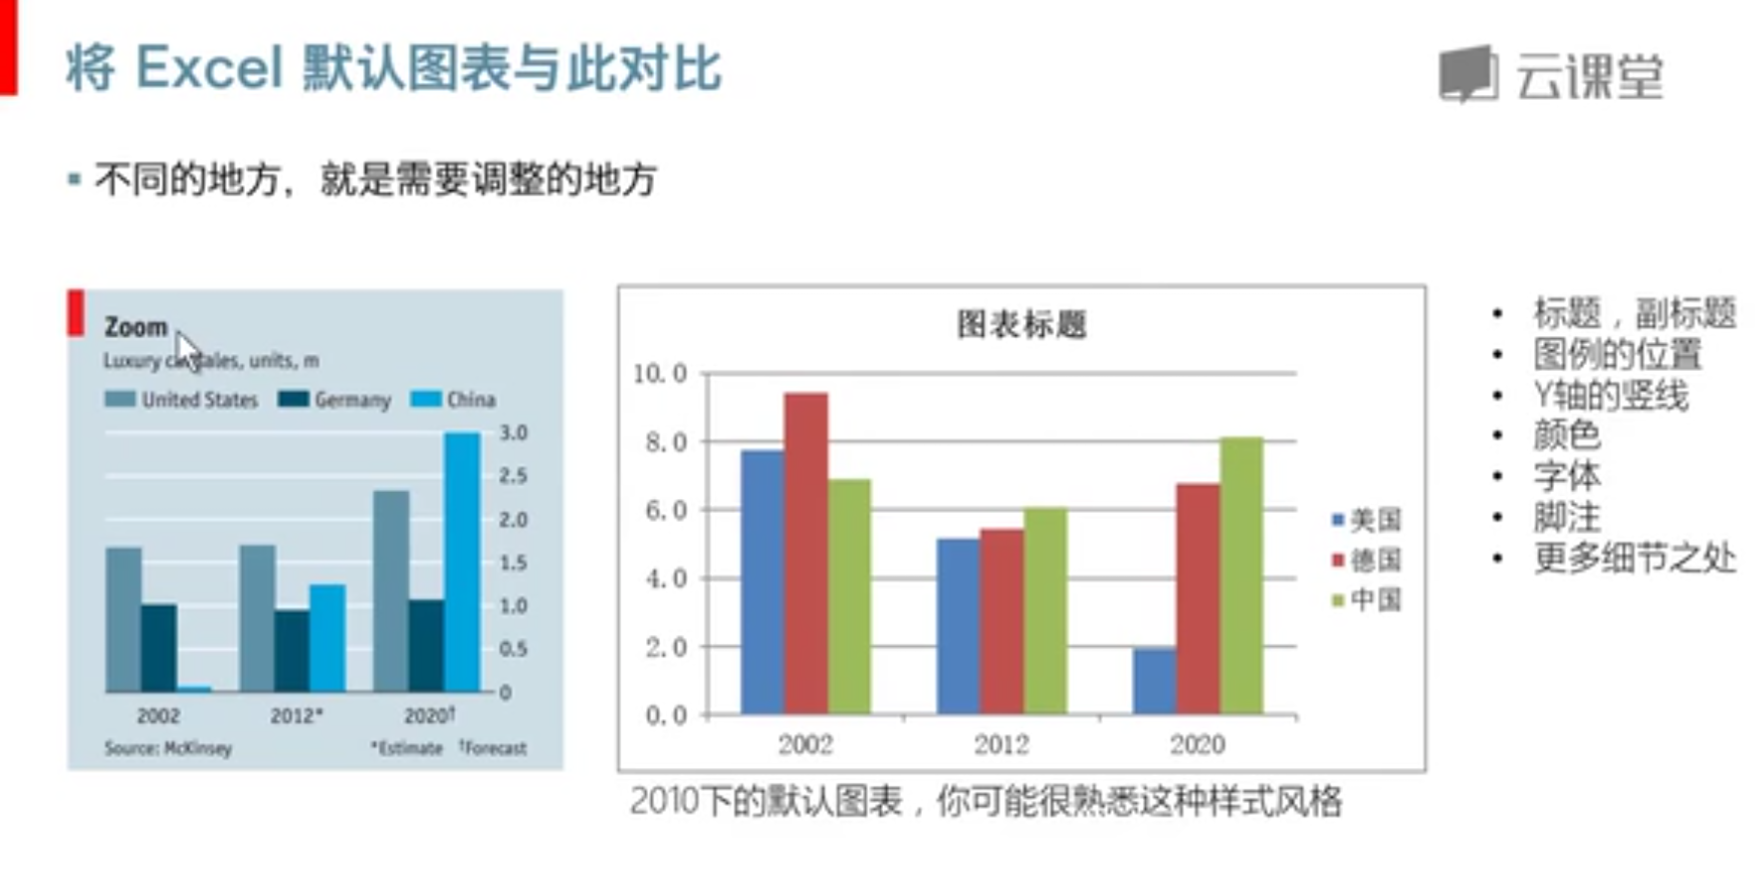 将 Excel 默认图表与此对比
云课堂
不同的地方，就是需要调整的地方
Zoom
Luxury units, m
United States Germany China
3.0
2.5
2.0
1.5
1.0
0.5
0
2002 2012* 2020†
Source: McKinsey *Estimate †Forecast
图表标题
10.0
8.0
6.0
4.0
2.0
0.0
2002 2012 2020
美国
德国
中国
2010下的默认图表，你可能很熟悉这种样式风格
• 标题，副标题
• 图例的位置
• Y轴的竖线
• 颜色
• 字体
• 脚注
• 更多细节之处